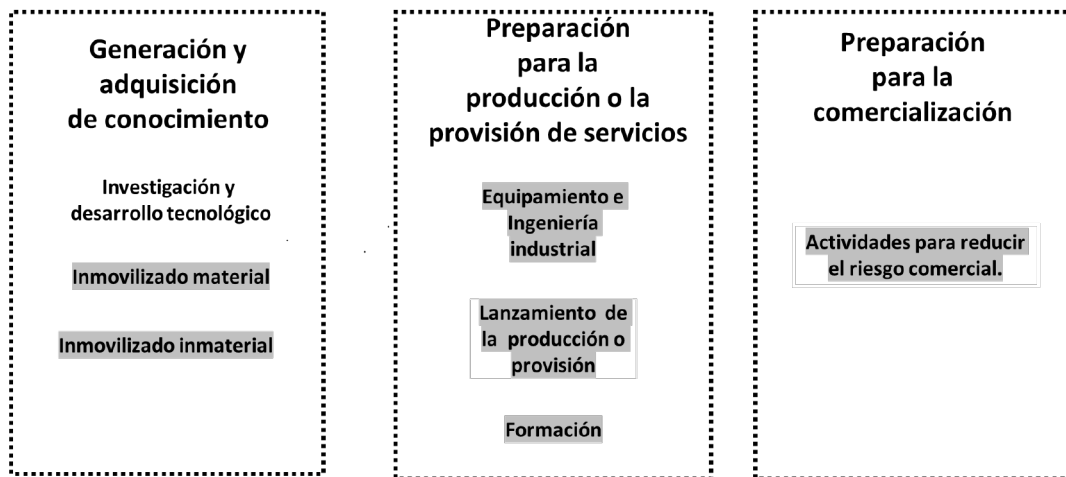 Generación y
adquisición
de conocimiento
Investigación y
desarrollo tecnológico
Inmovilizado material
Inmovilizado inmaterial
Preparación
para la
producción o la
provisión de servicios
Equipamiento e
Ingeniería
industrial
Lanzamiento de
la producción o
provisión
Formación
Preparación
para la
comercialización
Actividades para reducir
el riesgo comercial.